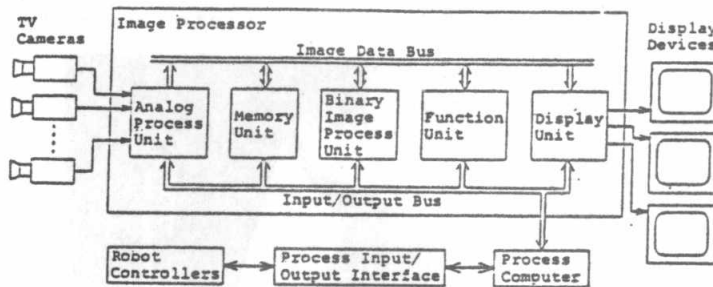 TV
Cameras
Image Processor
Display
Devices
Image Data Bus
Analog
Process
Unit
Memory
Unit
Binary
Image
Process
Unit
Function
Unit
Display
Unit
Input/Output Bus
Robot
Controllers
Process Input/
Output Interface
Process
Computer